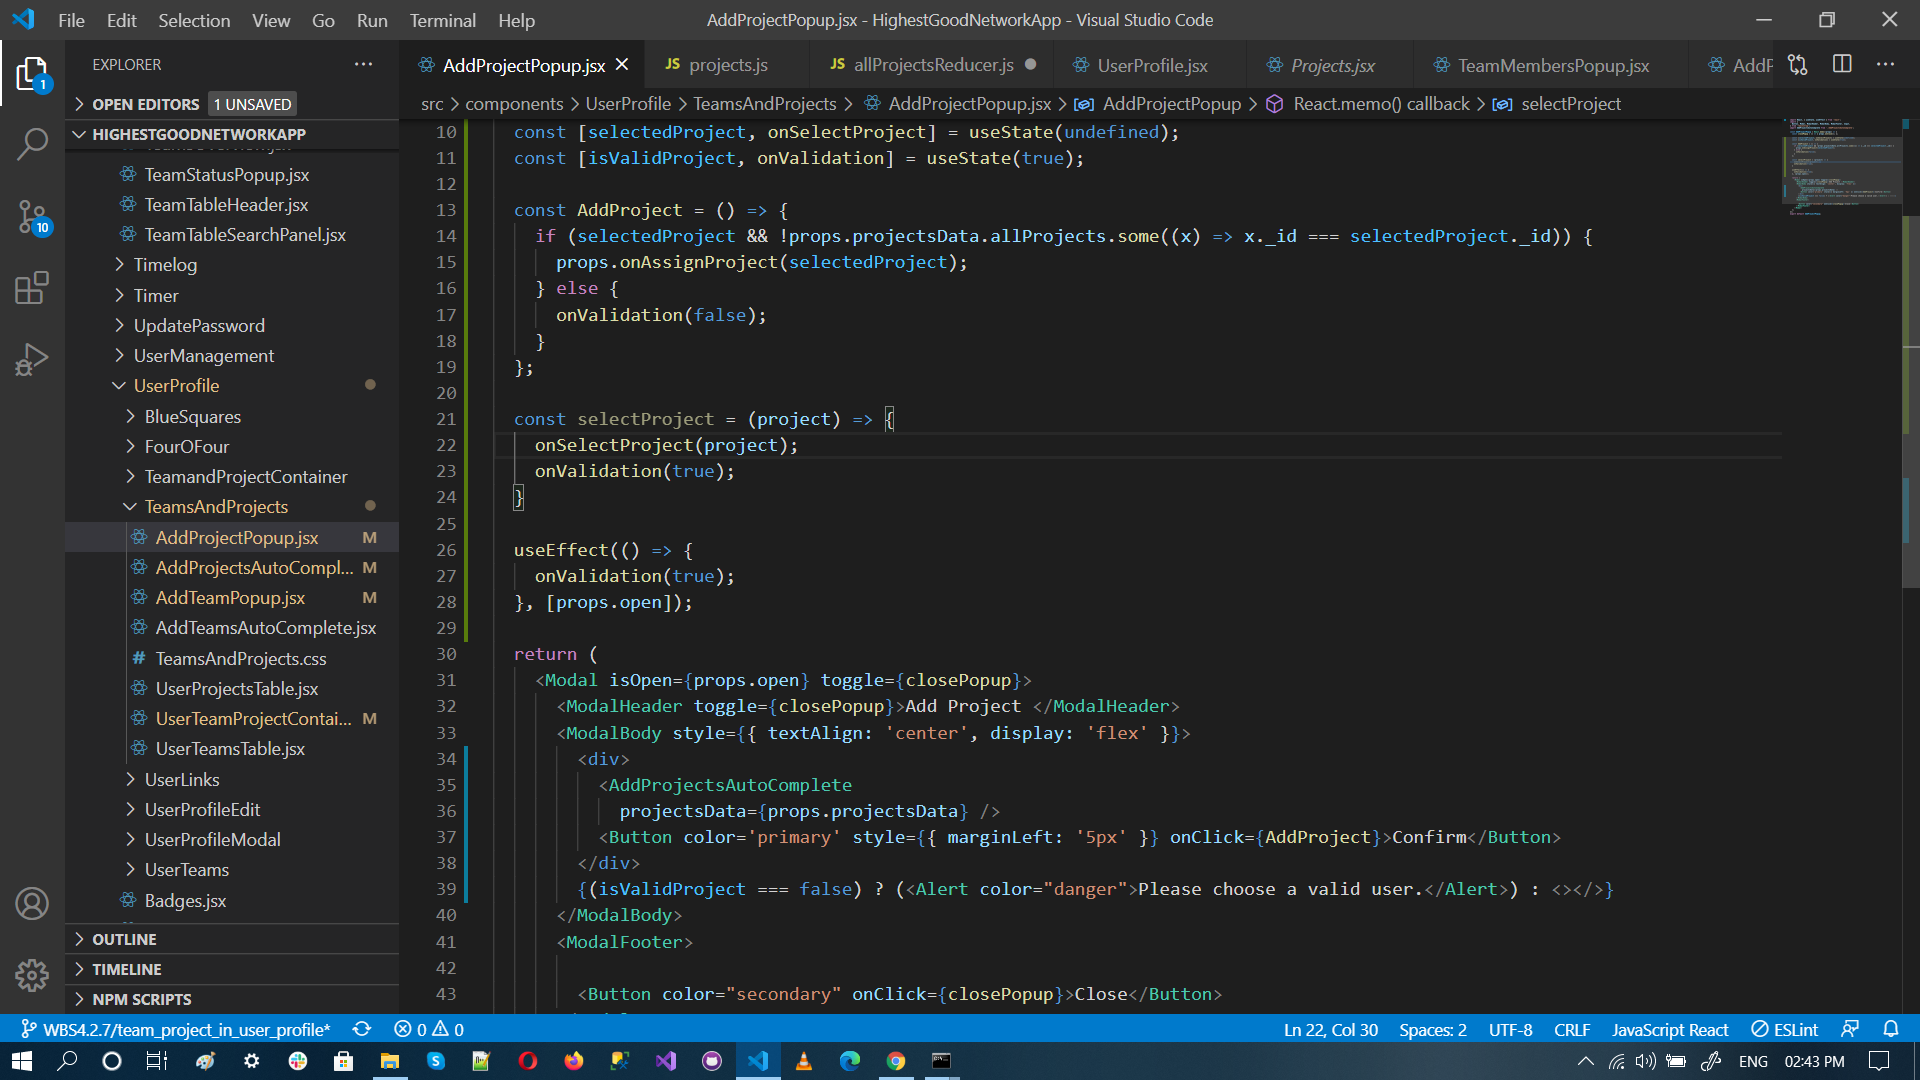 File Edit Selection View Go Run Terminal Help
AddProjectPopup.jsx - HighestGoodNetworkApp - Visual Studio Code
EXPLORER
AddProjectPopup.jsx
JS projects.js
JS allProjectsReducer.js
UserProfile.jsx
Projects.jsx
TeamMembersPopup.jsx
AddP
OPEN EDITORS 1 UNSAVED
src > components > UserProfile > TeamsAndProjects > AddProjectPopup.jsx > AddProjectPopup > React.memo() callback > selectProject
HIGHESTGOODNETWORKAPP
TeamStatusPopup.jsx
TeamTableHeader.jsx
TeamTableSearchPanel.jsx
Timelog
Timer
UpdatePassword
UserManagement
UserProfile
BlueSquares
FourOFour
TeamandProjectContainer
TeamsAndProjects
AddProjectPopup.jsx M
AddProjectsAutoCompl... M
AddTeamPopup.jsx M
AddTeamsAutoComplete.jsx
# TeamsAndProjects.css
UserProjectsTable.jsx
UserTeamProjectContai... M
UserTeamsTable.jsx
UserLinks
UserProfileEdit
UserProfileModal
UserTeams
Badges.jsx
OUTLINE
TIMELINE
NPM SCRIPTS
1
10
10 const [selectedProject, onSelectProject] = useState(undefined);
11 const [isValidProject, onValidation] = useState(true);
12
13 const AddProject = () => {
14 if (selectedProject && !props.projectsData.allProjects.some((x) => x._id === selectedProject._id)) {
15 props.onAssignProject(selectedProject);
16 } else {
17 onValidation(false);
18 }
19 };
20
21 const selectProject = (project) => {
22 onSelectProject(project);
23 onValidation(true);
24 }
25
26 useEffect(() => {
27 onValidation(true);
28 }, [props.open]);
29
30 return (
31 <Modal isOpen={props.open} toggle={closePopup}>
32 <ModalHeader toggle={closePopup}>Add Project </ModalHeader>
33 <ModalBody style={{ textAlign: 'center', display: 'flex' }}>
34 <div>
35 <AddProjectsAutoComplete
36 projectsData={props.projectsData} />
37 <Button color='primary' style={{ marginLeft: '5px' }} onClick={AddProject}>Confirm</Button>
38 </div>
39 {(isValidProject === false) ? (<Alert color="danger">Please choose a valid user.</Alert>) : <></>}
40 </ModalBody>
41 <ModalFooter>
42
43 <Button color="secondary" onClick={closePopup}>Close</Button>
WBS4.2.7/team_project_in_user_profile* 0 0 Ln 22, Col 30 Spaces: 2 UTF-8 CRLF JavaScript React ESLint
ENG 02:43 PM